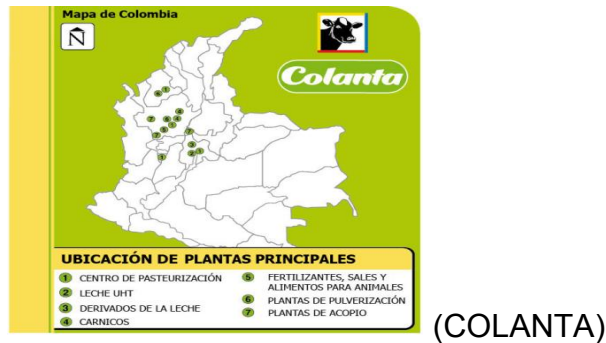 Mapa de Colombia
N
Colanta
UBICACIÓN DE PLANTAS PRINCIPALES
1 CENTRO DE PASTEURIZACIÓN
2 LECHE UHT
3 DERIVADOS DE LA LECHE
4 CARNICOS
5 FERTILIZANTES, SALES Y
ALIMENTOS PARA ANIMALES
6 PLANTAS DE PULVERIZACIÓN
7 PLANTAS DE ACOPIO
(COLANTA)